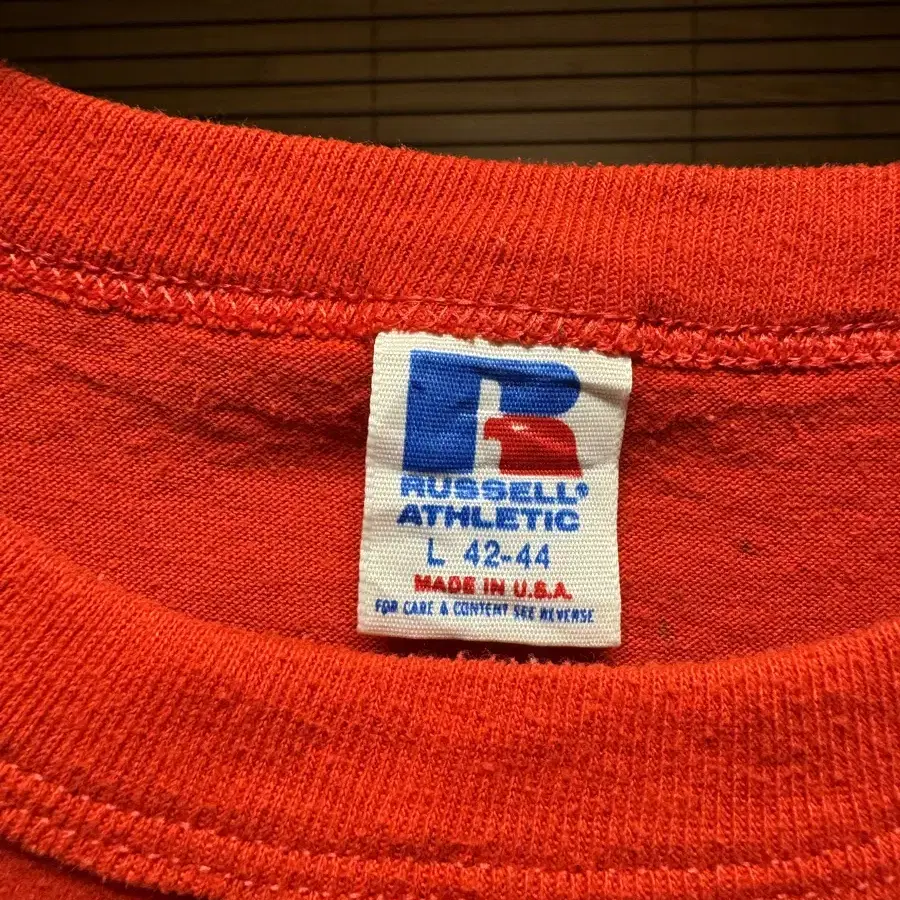 R
RUSSELL®
ATHLETIC
L 42-44
MADE IN U.S.A.
FOR CARE & CONTENT SEE REVERSE